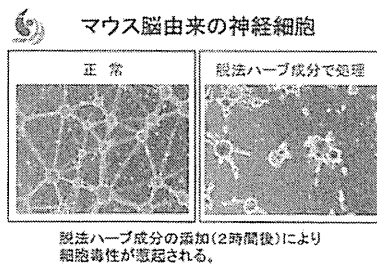 マウス脳由来の神経細胞
正 常
脱法ハーブ成分で処理
脱法ハーブ成分の添加(2時間後)により
細胞毒性が惹起される。